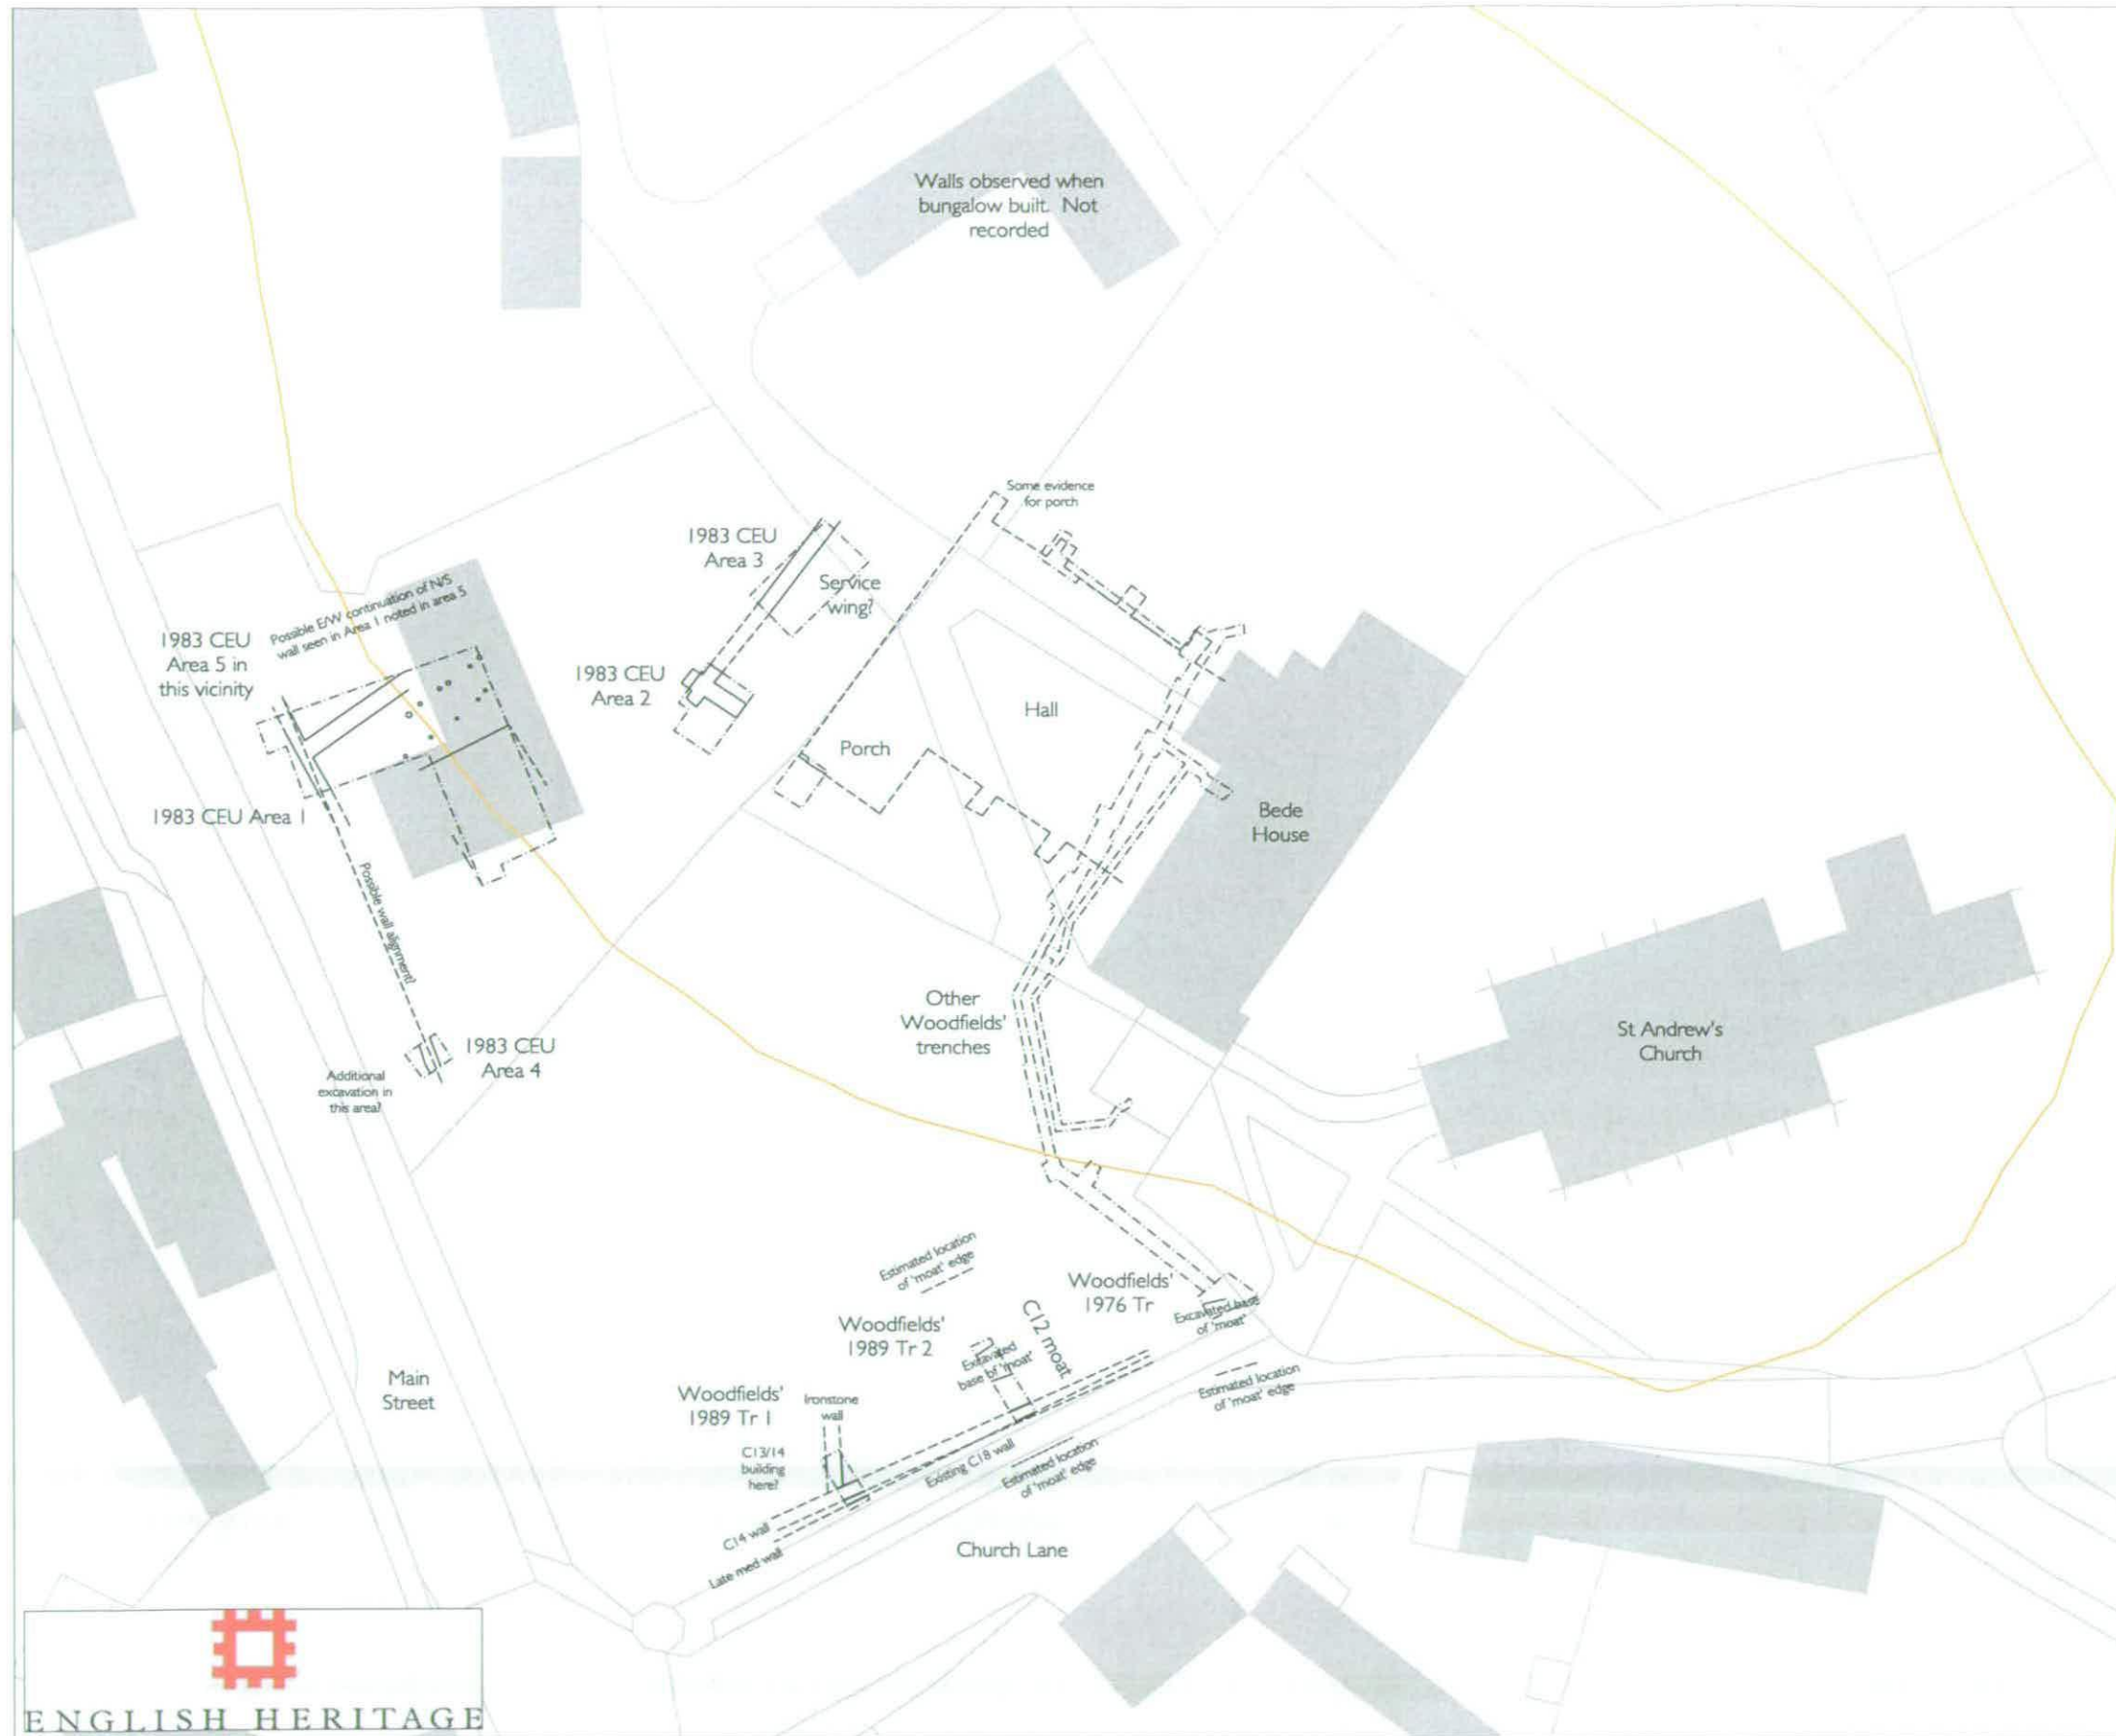 Walls observed when
bungalow built. Not
recorded
Some evidence
for porch
1983 CEU
Area 3
Service
wing?
Possible E/W continuation of N/S
wall seen in Area 1 noted in area 5
1983 CEU
Area 5 in
this vicinity
1983 CEU
Area 2
Hall
Porch
1983 CEU Area 1
Bede
House
Possible wall alignment?
Other
Woodfields'
trenches
St Andrew's
Church
1983 CEU
Area 4
Additional
excavation in
this area?
Estimated location
of 'moat' edge
Woodfields'
1976 Tr
Excavated base
of 'moat'
Woodfields'
1989 Tr 2
C12 moat
Excavated
base of 'moat'
Main
Street
Woodfields'
1989 Tr 1
Ironstone
wall
Estimated location
of 'moat' edge
C13/14
building
here?
Existing C18 wall
Estimated location
of 'moat' edge
C14 wall
Late med wall
Church Lane
ENGLISH HERITAGE